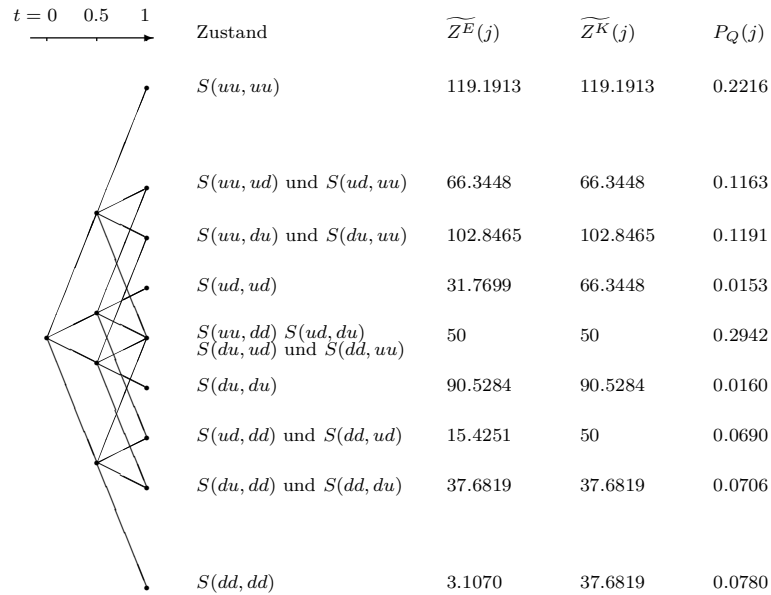 t = 0 0.5 1
Zustand \widetilde{Z^E}(j) \widetilde{Z^K}(j) P_Q(j)
S(uu, uu) 119.1913 119.1913 0.2216
S(uu, ud) und S(ud, uu) 66.3448 66.3448 0.1163
S(uu, du) und S(du, uu) 102.8465 102.8465 0.1191
S(ud, ud) 31.7699 66.3448 0.0153
S(uu, dd) S(ud, du) 50 50 0.2942
S(du, ud) und S(dd, uu)
S(du, du) 90.5284 90.5284 0.0160
S(ud, dd) und S(dd, ud) 15.4251 50 0.0690
S(du, dd) und S(dd, du) 37.6819 37.6819 0.0706
S(dd, dd) 3.1070 37.6819 0.0780